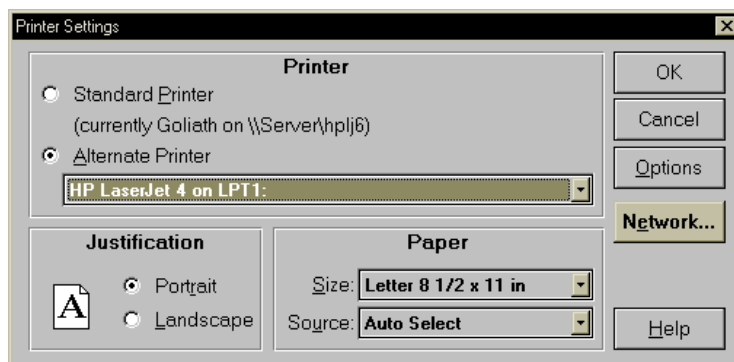 Printer Settings
Printer
Standard Printer
(currently Goliath on \\Server\hplj6)
Alternate Printer
HP LaserJet 4 on LPT1:
OK
Cancel
Options
Network...
Justification
A
Portrait
Landscape
Paper
Size: Letter 8 1/2 x 11 in
Source: Auto Select
Help